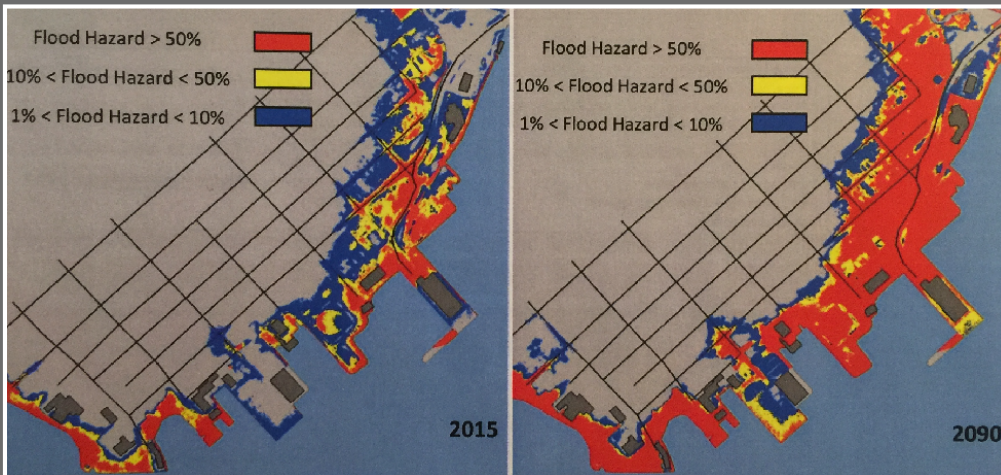 Flood Hazard > 50%
10% < Flood Hazard < 50%
1% < Flood Hazard < 10%
2015
Flood Hazard > 50%
10% < Flood Hazard < 50%
1% < Flood Hazard < 10%
2090